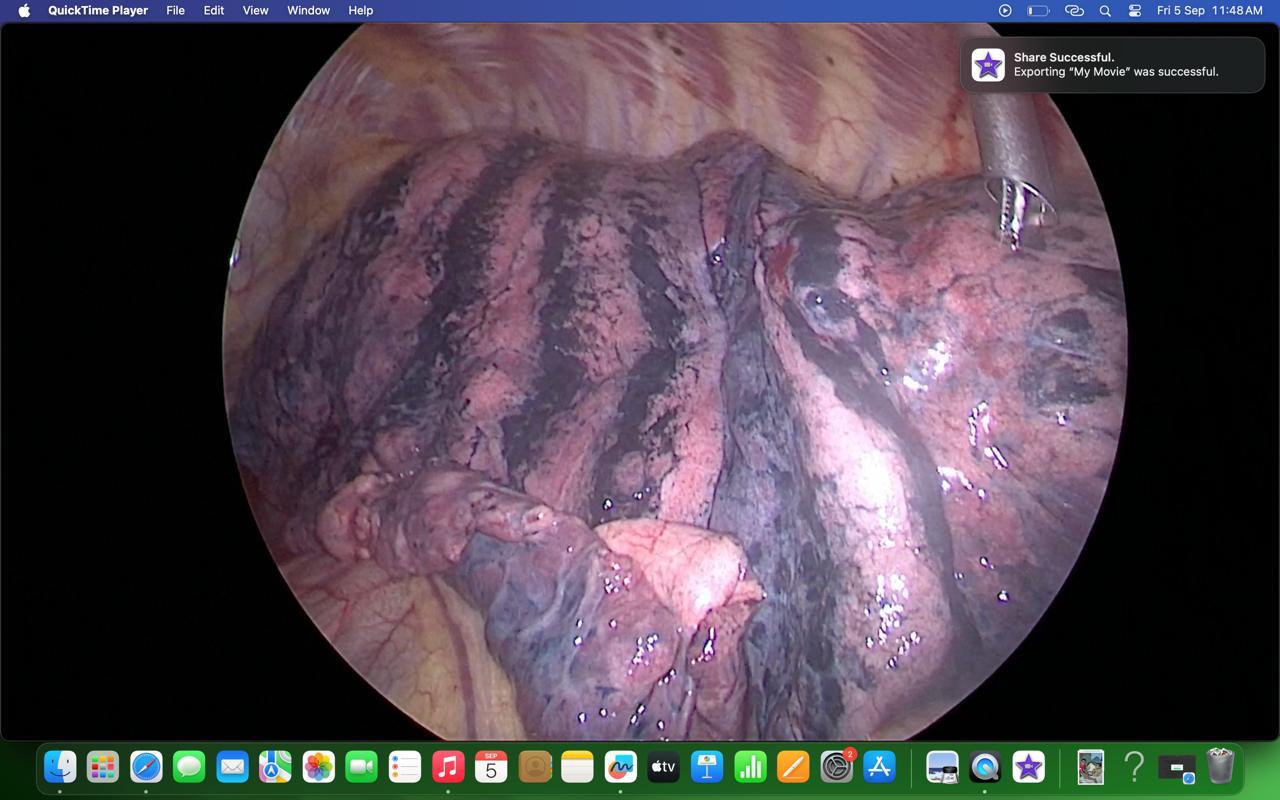 QuickTime Player File Edit View Window Help Fri 5 Sep 11:48 AM
Share Successful.
Exporting “My Movie” was successful.
SEP
5
tv
2